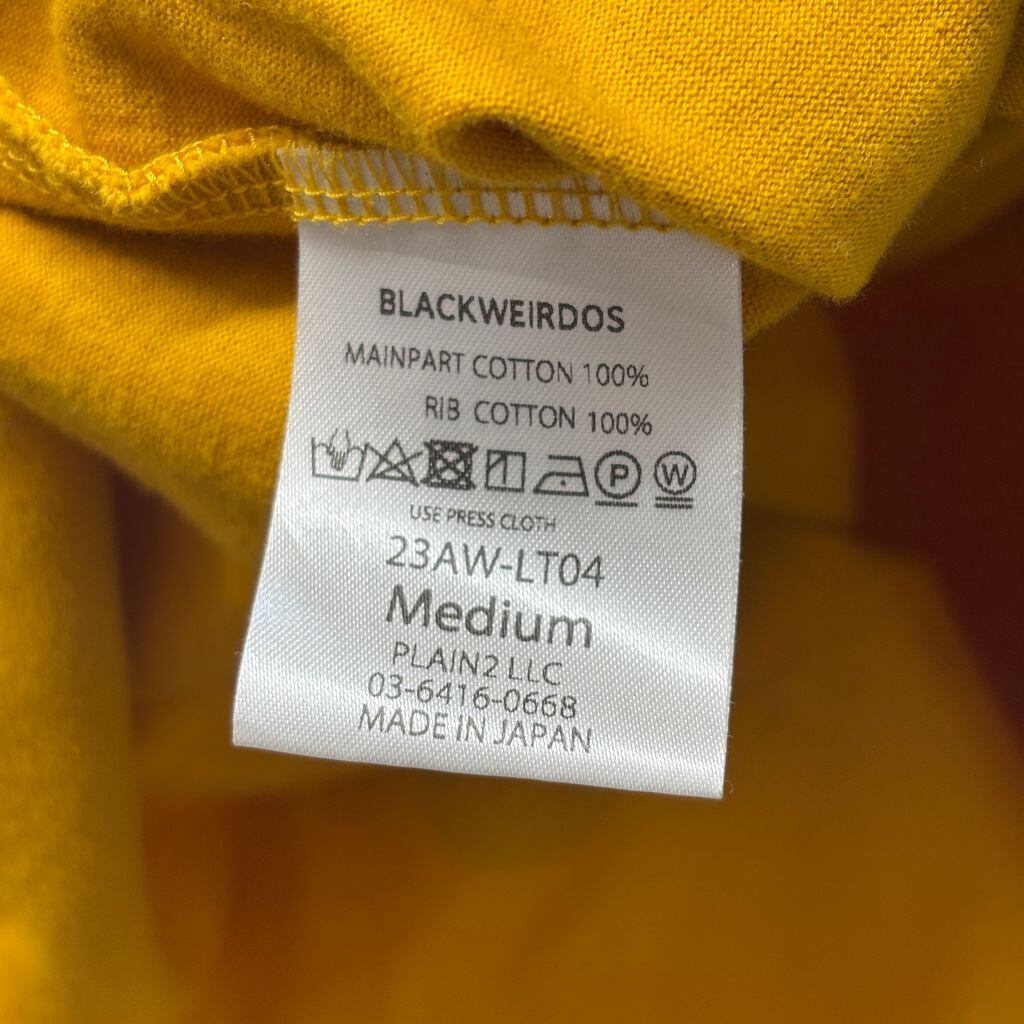 BLACKWEIRDOS
MAINPART COTTON 100%
RIB COTTON 100%
P W
USE PRESS CLOTH
23AW-LT04
Medium
PLAIN2 LLC
03-6416-0668
MADE IN JAPAN